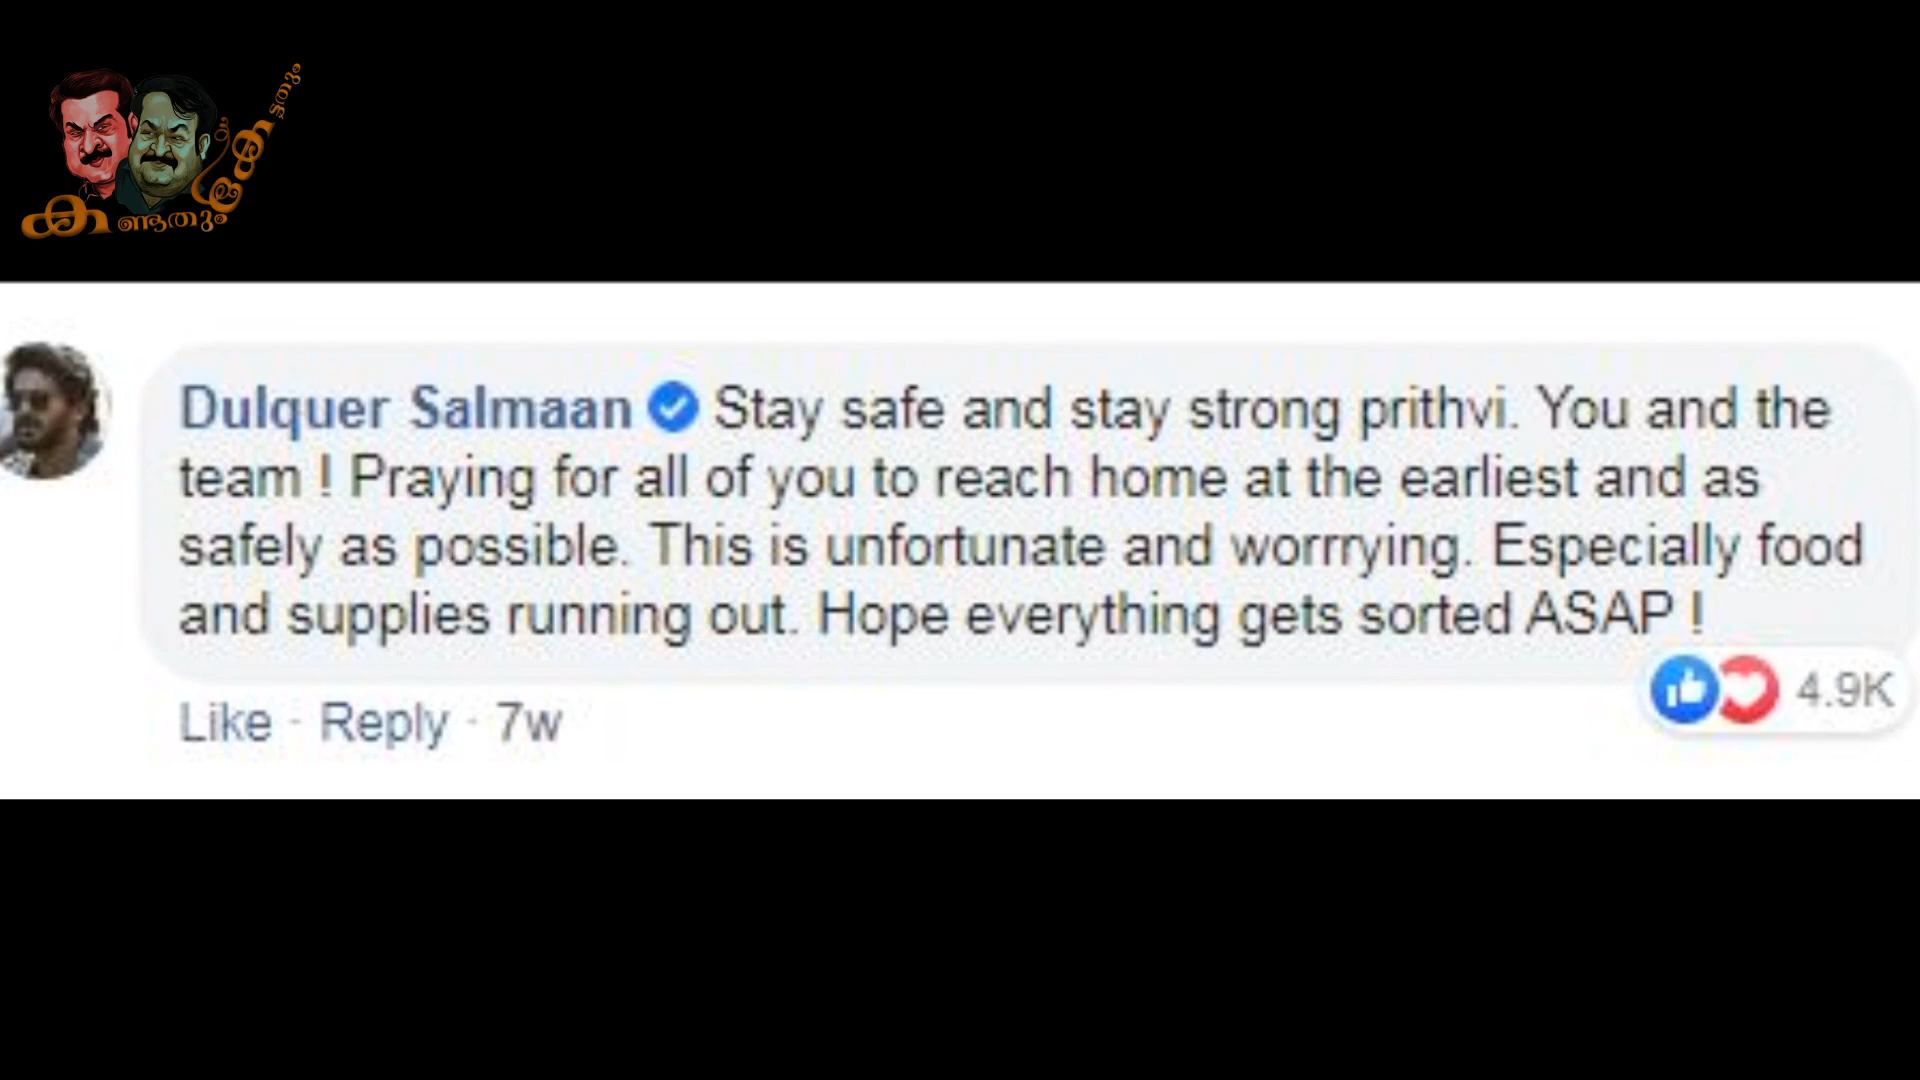 കണ്ടതും
കേട്ടതും
Dulquer Salmaan Stay safe and stay strong prithvi. You and the
team ! Praying for all of you to reach home at the earliest and as
safely as possible. This is unfortunate and worrrying. Especially food
and supplies running out. Hope everything gets sorted ASAP !
4.9K
Like · Reply · 7w